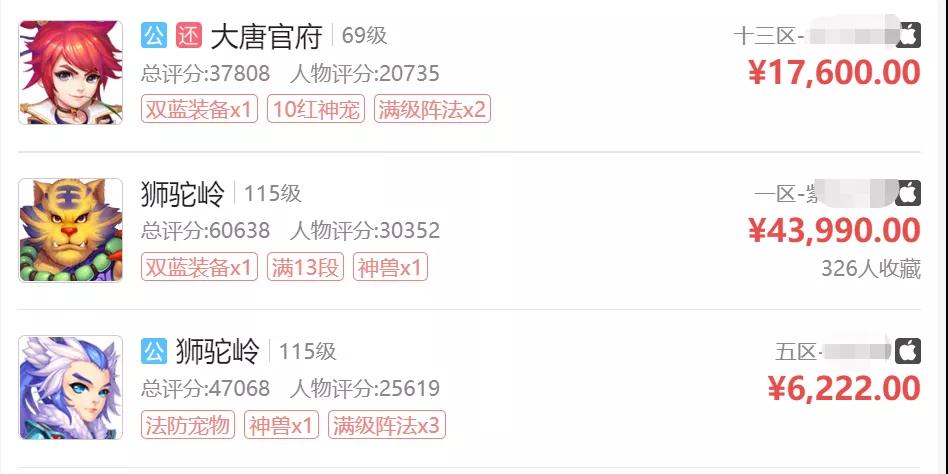 公 还 大唐官府 69级 十三区-
总评分:37808 人物评分:20735 ¥17,600.00
双蓝装备x1 10红神宠 满级阵法x2
狮驼岭 115级 一区-紫
总评分:60638 人物评分:30352 ¥43,990.00
双蓝装备x1 满13段 神兽x1 326人收藏
公 狮驼岭 115级 五区-
总评分:47068 人物评分:25619 ¥6,222.00
法防宠物 神兽x1 满级阵法x3